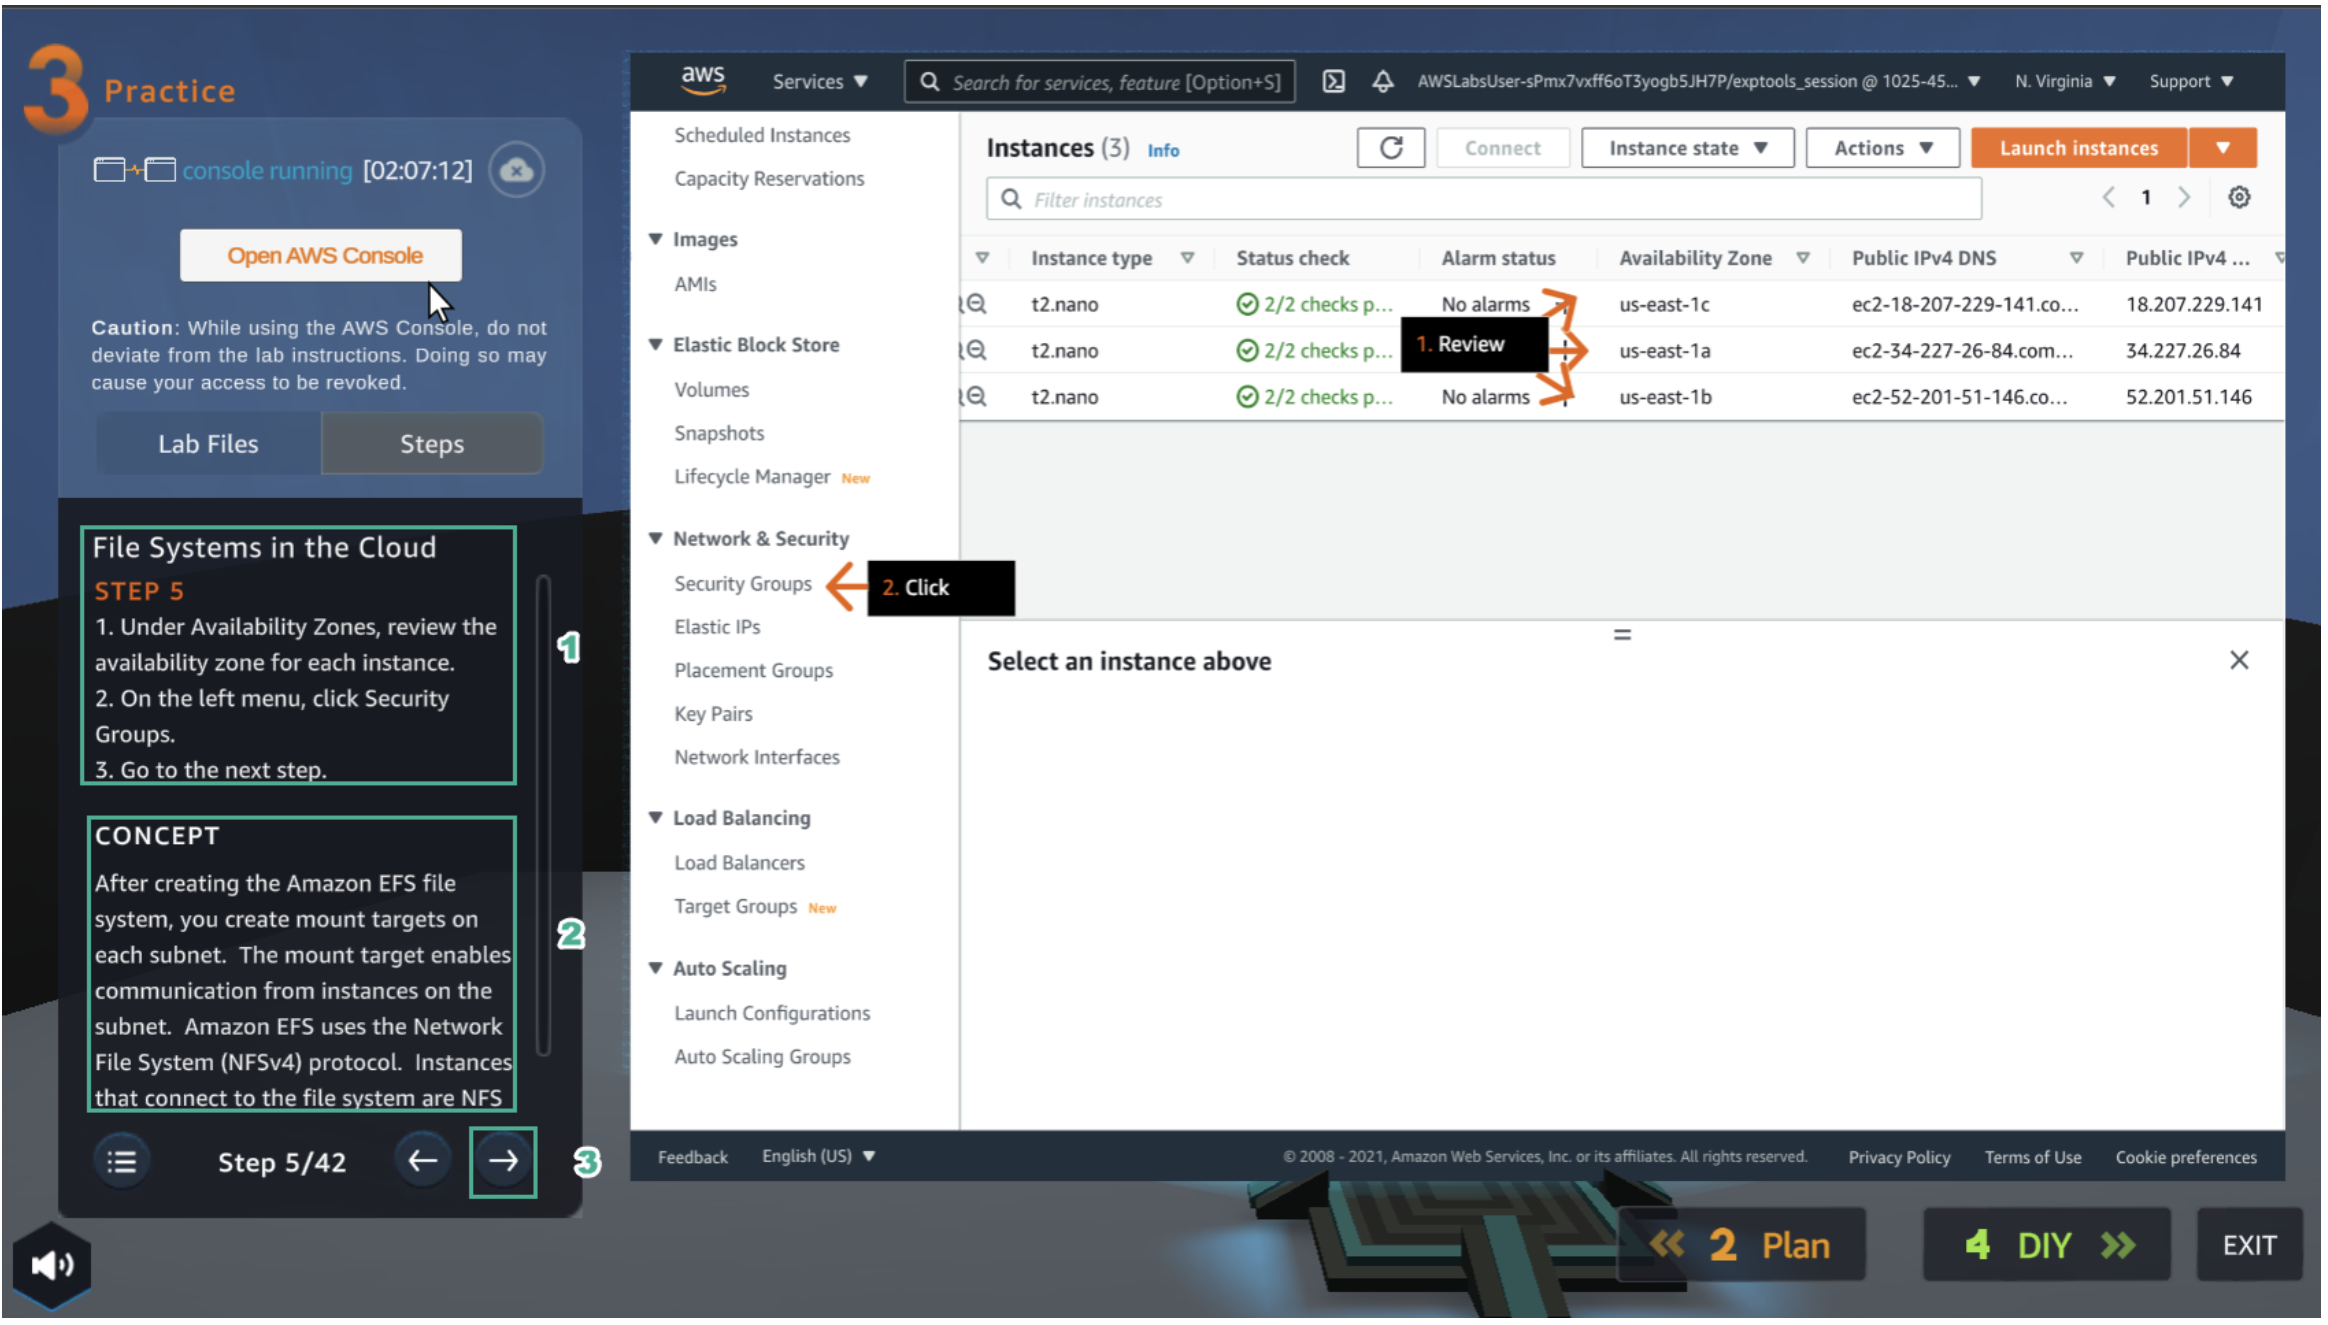 3 Practice
console running [02:07:12]
Open AWS Console
Caution: While using the AWS Console, do not
deviate from the lab instructions. Doing so may
cause your access to be revoked.
Lab Files Steps
File Systems in the Cloud
STEP 5
1. Under Availability Zones, review the
availability zone for each instance.
2. On the left menu, click Security
Groups.
3. Go to the next step.
1
CONCEPT
After creating the Amazon EFS file
system, you create mount targets on
each subnet. The mount target enables
communication from instances on the
subnet. Amazon EFS uses the Network
File System (NFSv4) protocol. Instances
that connect to the file system are NFS
2
Step 5/42
3
aws Services Search for services, feature [Option+S] AWSLabsUser-sPmx7vxff6oT3yogb5JH7P/exptools_session @ 1025-45... N. Virginia Support
Scheduled Instances
Capacity Reservations
Images
AMIs
Elastic Block Store
Volumes
Snapshots
Lifecycle Manager New
Network & Security
Security Groups
2. Click
Elastic IPs
Placement Groups
Key Pairs
Network Interfaces
Load Balancing
Load Balancers
Target Groups New
Auto Scaling
Launch Configurations
Auto Scaling Groups
Instances (3) Info Connect Instance state Actions Launch instances
Filter instances 1
Instance type Status check Alarm status Availability Zone Public IPv4 DNS Public IPv4 ...
t2.nano 2/2 checks p... No alarms us-east-1c ec2-18-207-229-141.co... 18.207.229.141
t2.nano 2/2 checks p... 1. Review us-east-1a ec2-34-227-26-84.com... 34.227.26.84
t2.nano 2/2 checks p... No alarms us-east-1b ec2-52-201-51-146.co... 52.201.51.146
Select an instance above
Feedback English (US) © 2008 - 2021, Amazon Web Services, Inc. or its affiliates. All rights reserved. Privacy Policy Terms of Use Cookie preferences
2 Plan 4 DIY EXIT